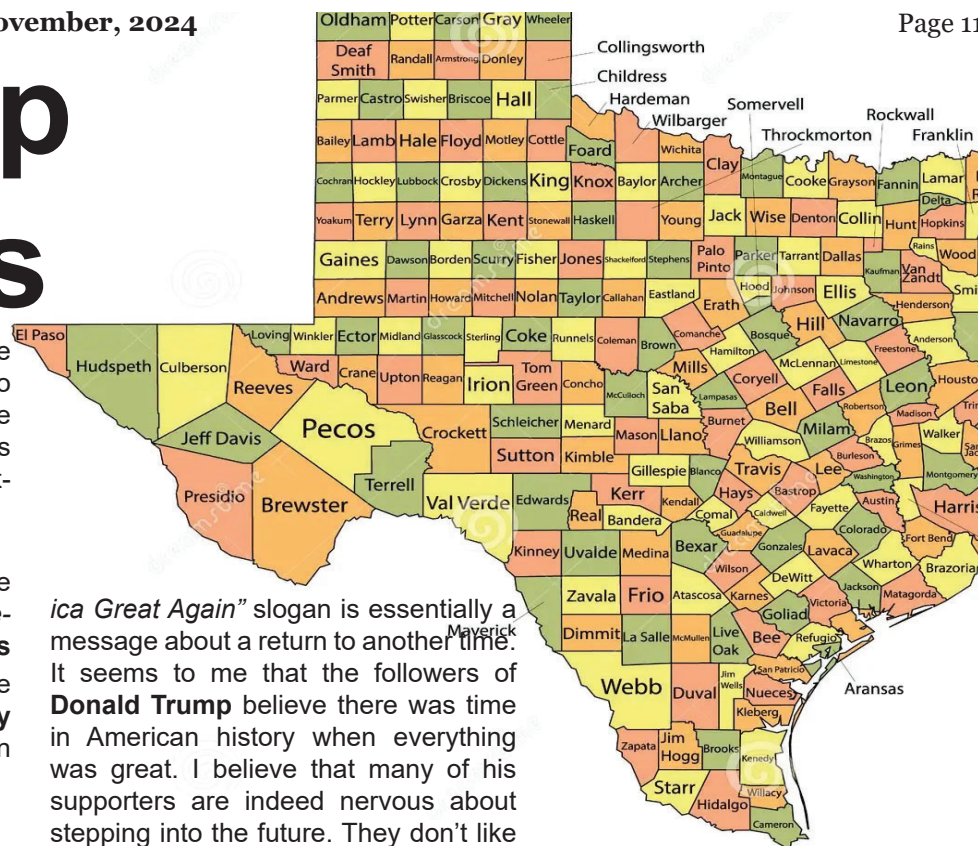 ovember, 2024
Page 11
p
s
e
o
e
s
t-
e
e-
s
e
y
n
ica Great Again” slogan is essentially a
message about a return to another time.
It seems to me that the followers of
Donald Trump believe there was time
in American history when everything
was great. I believe that many of his
supporters are indeed nervous about
stepping into the future. They don’t like
Oldham Potter Carson Gray Wheeler
Deaf Smith Randall Armstrong Donley Collingsworth
Childress
Parmer Castro Swisher Briscoe Hall Hardeman
Wilbarger Somervell Rockwall
Throckmorton Franklin
Bailey Lamb Hale Floyd Motley Cottle Foard Wichita Clay
Cochran Hockley Lubbock Crosby Dickens King Knox Baylor Archer Montague Cooke Grayson Fannin Lamar
Delta
Yoakum Terry Lynn Garza Kent Stonewall Haskell Young Jack Wise Denton Collin Hunt Hopkins
Rains Wood
Gaines Dawson Borden Scurry Fisher Jones Shackelford Stephens Palo Pinto Parker Tarrant Dallas Kaufman Van Zandt
Andrews Martin Howard Mitchell Nolan Taylor Callahan Eastland Erath Hood Johnson Ellis Henderson Smi
El Paso Hudspeth Culberson Reeves Loving Winkler Ector Midland Glasscock Sterling Coke Runnels Coleman Brown Comanche Hamilton Bosque Hill Navarro Anderson
Ward Crane Upton Reagan Irion Tom Green Concho McCulloch San Saba Mills Lampasas Coryell McLennan Limestone Freestone
Falls Leon Housto
Jeff Davis Pecos Crockett Schleicher Menard Mason Llano Burnet Bell Milam Robertson Madison Trin
Williamson Brazos Grimes Walker San Jac
Presidio Brewster Terrell Val Verde Sutton Kimble Gillespie Blanco Travis Lee Burleson Washington Montgomery
Edwards Real Kerr Kendall Bandera Comal Hays Caldwell Bastrop Fayette Austin Harris
Kinney Uvalde Medina Bexar Guadalupe Gonzales Lavaca Colorado Fort Bend
Wharton Brazoria
Maverick Zavala Frio Atascosa Wilson Karnes DeWitt Jackson Matagorda
Victoria Goliad
Dimmit La Salle McMullen Live Oak Bee Refugio
Aransas
Webb Duval Jim Wells San Patricio Nueces
Kleberg
Zapata Jim Hogg Brooks Kenedy
Starr Hidalgo Willacy
Cameron